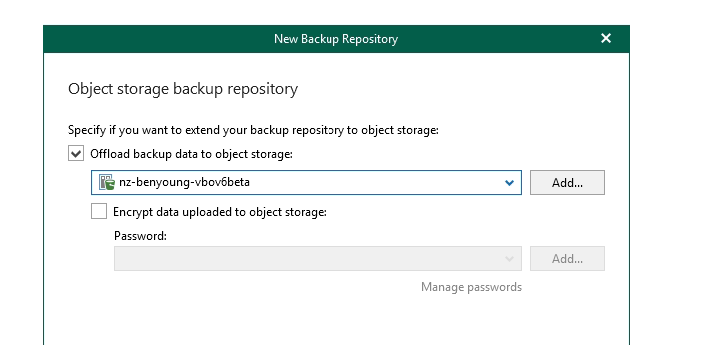 New Backup Repository
Object storage backup repository
Specify if you want to extend your backup repository to object storage:
Offload backup data to object storage:
nz-benyoung-vbov6beta
Add...
Encrypt data uploaded to object storage:
Password:
Add...
Manage passwords